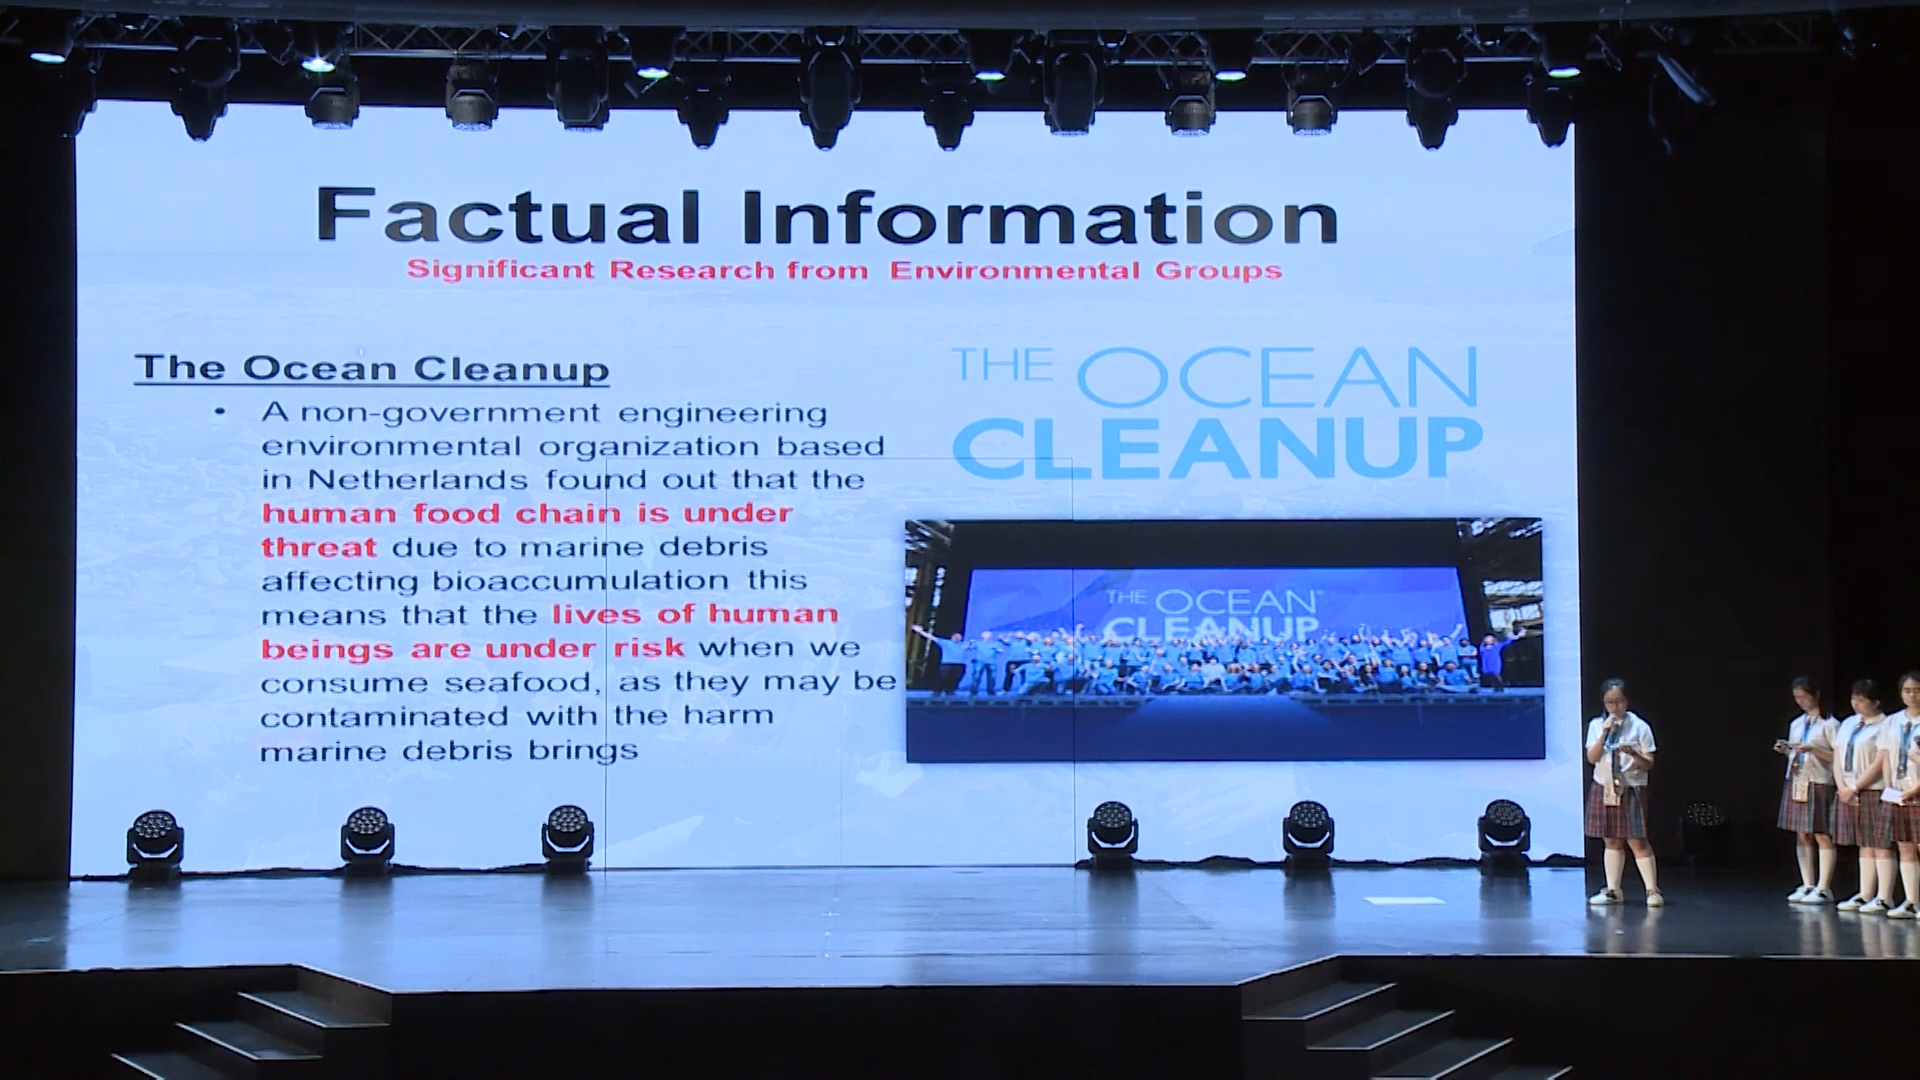 Factual Information
Significant Research from Environmental Groups
The Ocean Cleanup
• A non-government engineering
environmental organization based
in Netherlands found out that the
human food chain is under
threat due to marine debris
affecting bioaccumulation this
means that the lives of human
beings are under risk when we
consume seafood, as they may be
contaminated with the harm
marine debris brings
THE OCEAN
CLEANUP
THE OCEAN
CLEANUP